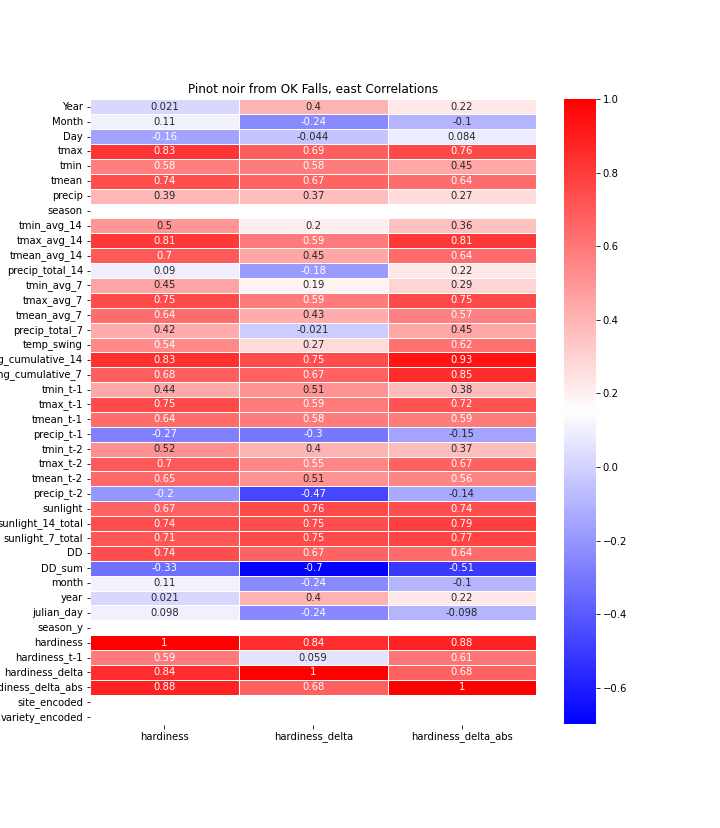 Pinot noir from OK Falls, east Correlations
Year 0.021 0.4 0.22
Month 0.11 -0.24 -0.1
Day -0.16 -0.044 0.084
tmax 0.83 0.69 0.76
tmin 0.58 0.58 0.45
tmean 0.74 0.67 0.64
precip 0.39 0.37 0.27
season
tmin_avg_14 0.5 0.2 0.36
tmax_avg_14 0.81 0.59 0.81
tmean_avg_14 0.7 0.45 0.64
precip_total_14 0.09 -0.18 0.22
tmin_avg_7 0.45 0.19 0.29
tmax_avg_7 0.75 0.59 0.75
tmean_avg_7 0.64 0.43 0.57
precip_total_7 0.42 -0.021 0.45
temp_swing 0.54 0.27 0.62
g_cumulative_14 0.83 0.75 0.93
ng_cumulative_7 0.68 0.67 0.85
tmin_t-1 0.44 0.51 0.38
tmax_t-1 0.75 0.59 0.72
tmean_t-1 0.64 0.58 0.59
precip_t-1 -0.27 -0.3 -0.15
tmin_t-2 0.52 0.4 0.37
tmax_t-2 0.7 0.55 0.67
tmean_t-2 0.65 0.51 0.56
precip_t-2 -0.2 -0.47 -0.14
sunlight 0.67 0.76 0.74
sunlight_14_total 0.74 0.75 0.79
sunlight_7_total 0.71 0.75 0.77
DD 0.74 0.67 0.64
DD_sum -0.33 -0.7 -0.51
month 0.11 -0.24 -0.1
year 0.021 0.4 0.22
julian_day 0.098 -0.24 -0.098
season_y
hardiness 1 0.84 0.88
hardiness_t-1 0.59 0.059 0.61
hardiness_delta 0.84 1 0.68
diness_delta_abs 0.88 0.68 1
site_encoded
variety_encoded
hardiness hardiness_delta hardiness_delta_abs
1.0
0.8
0.6
0.4
0.2
0.0
−0.2
−0.4
−0.6